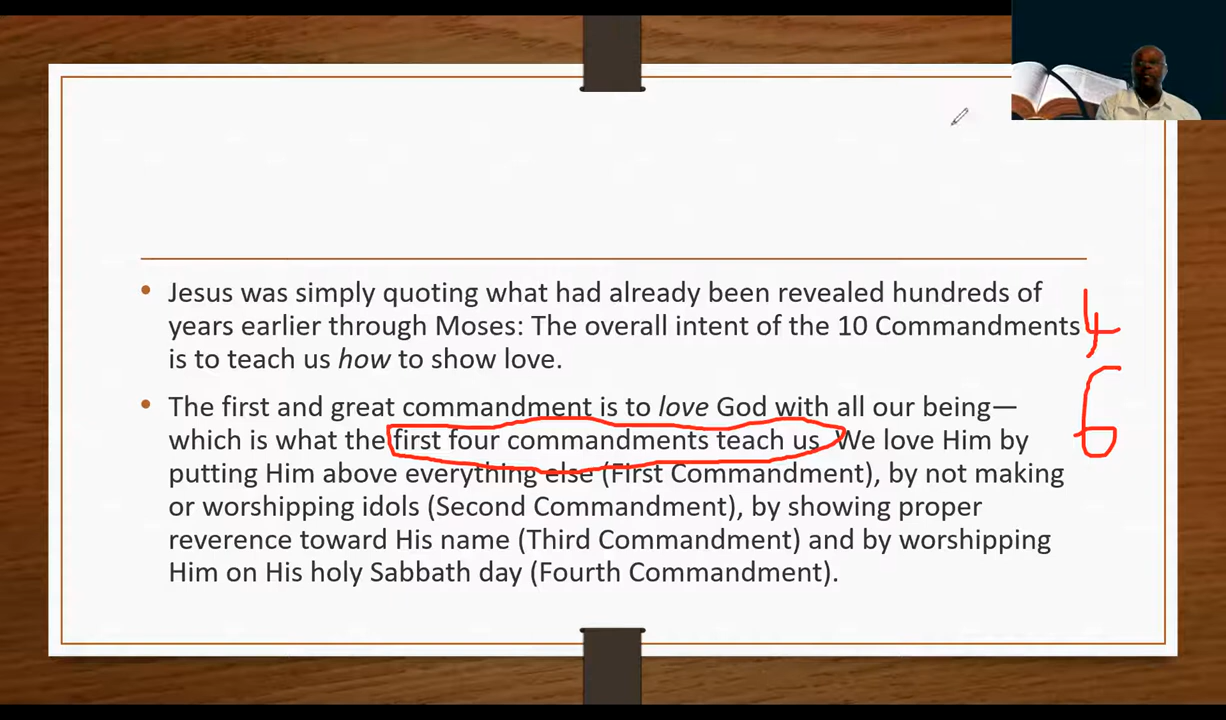 • Jesus was simply quoting what had already been revealed hundreds of
years earlier through Moses: The overall intent of the 10 Commandments
is to teach us how to show love.
4
6
• The first and great commandment is to love God with all our being—
which is what the first four commandments teach us. We love Him by
putting Him above everything else (First Commandment), by not making
or worshipping idols (Second Commandment), by showing proper
reverence toward His name (Third Commandment) and by worshipping
Him on His holy Sabbath day (Fourth Commandment).